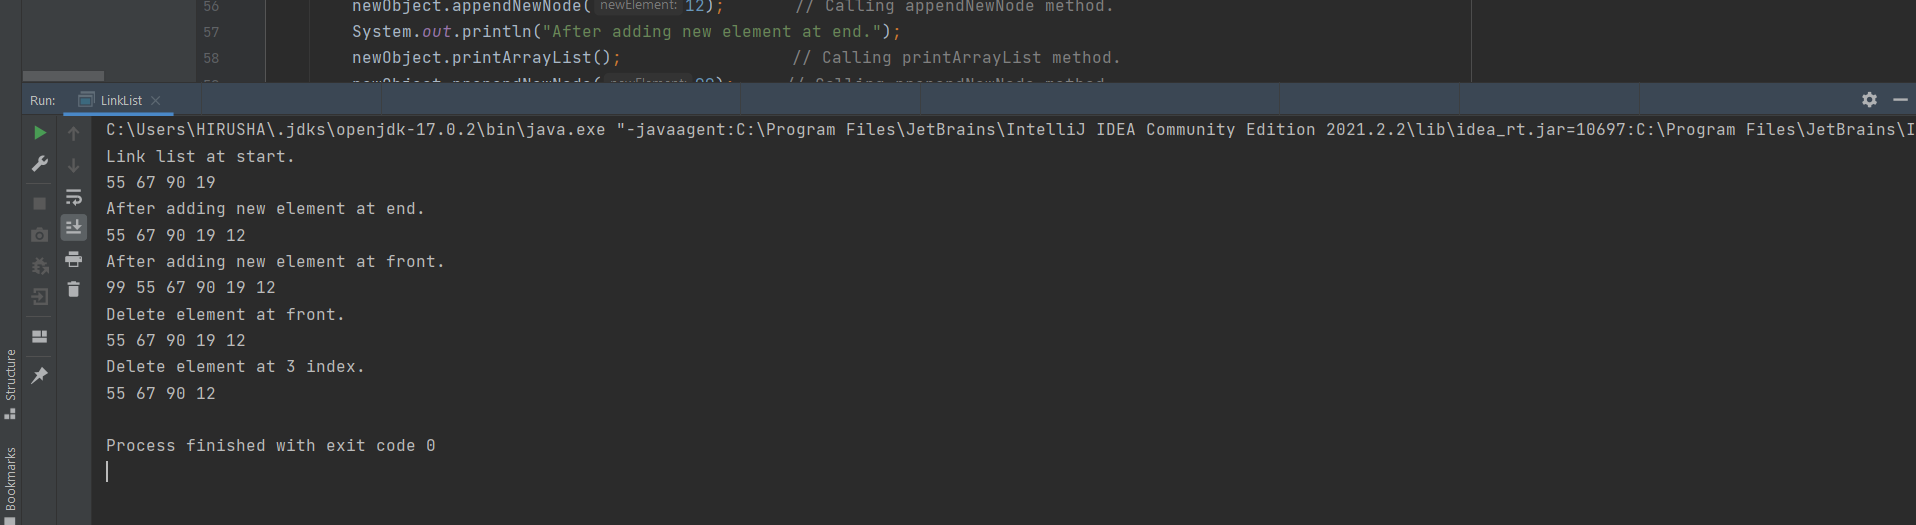 56 newObject.appendNewNode( newElement: 12); // Calling appendNewNode method.
57 System.out.println("After adding new element at end.");
58 newObject.printArrayList(); // Calling printArrayList method.
Run: LinkList
C:\Users\HIRUSHA\.jdks\openjdk-17.0.2\bin\java.exe "-javaagent:C:\Program Files\JetBrains\IntelliJ IDEA Community Edition 2021.2.2\lib\idea_rt.jar=10697:C:\Program Files\JetBrains\I
Link list at start.
55 67 90 19
After adding new element at end.
55 67 90 19 12
After adding new element at front.
99 55 67 90 19 12
Delete element at front.
55 67 90 19 12
Delete element at 3 index.
55 67 90 12
Process finished with exit code 0
Structure
Bookmarks